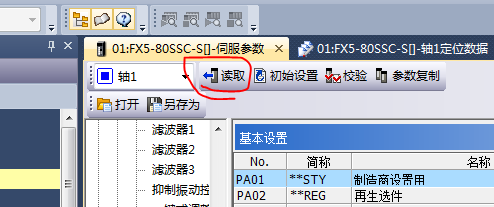 01:FX5-80SSC-S[]-伺服参数
01:FX5-80SSC-S[]-轴1定位数据
轴1 读取 初始设置 校验 参数复制
打开 另存为
滤波器1
滤波器2
滤波器3
抑制振动控
基本设置
No. 简称 名称
PA01 **STY 制造商设置用
PA02 **REG 再生选件